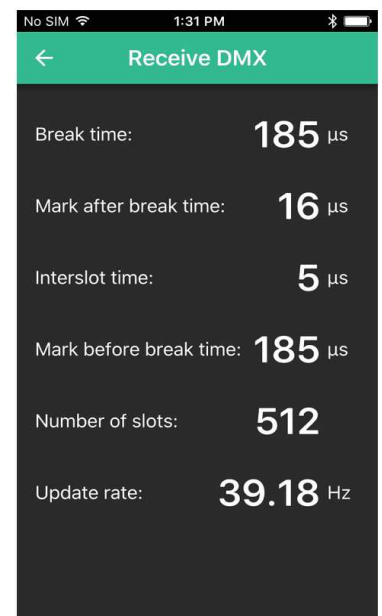 No SIM 1:31 PM
Receive DMX
Break time: 185 µs
Mark after break time: 16 µs
Interslot time: 5 µs
Mark before break time: 185 µs
Number of slots: 512
Update rate: 39.18 Hz